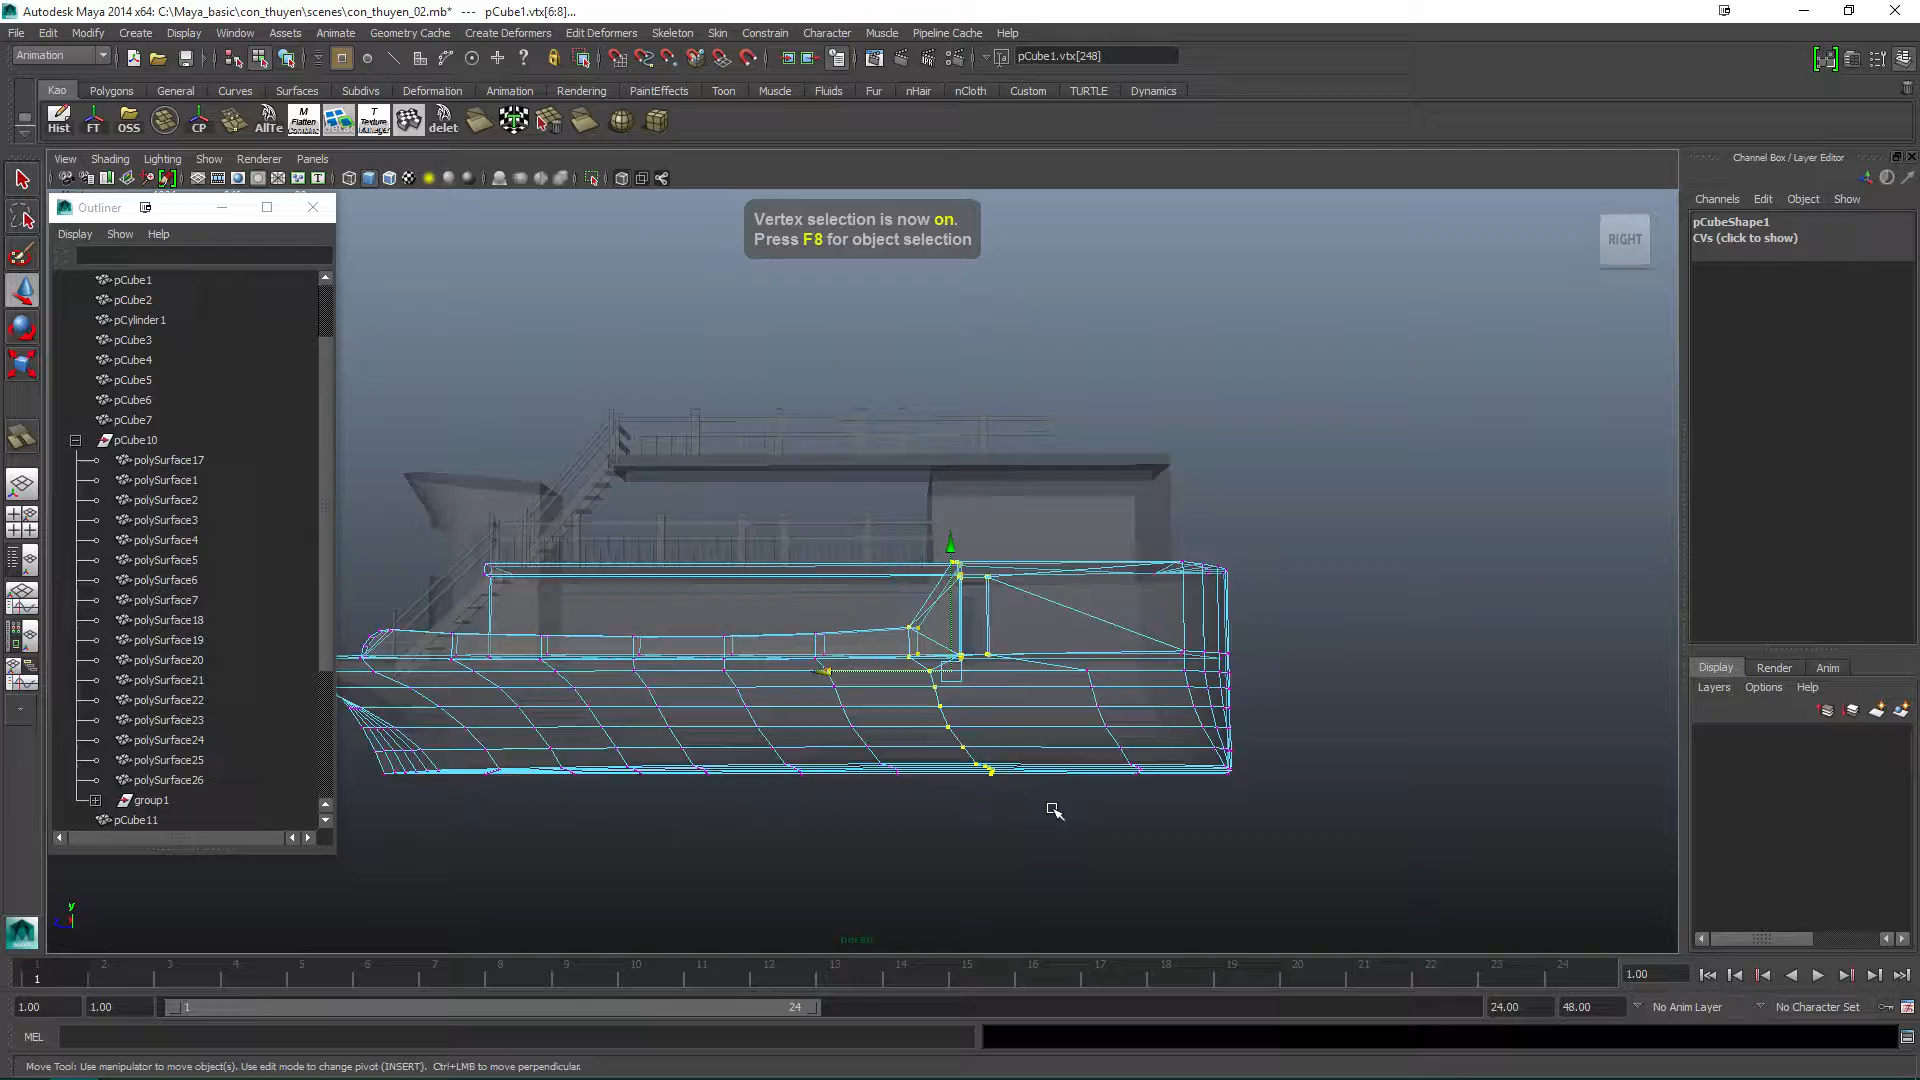 Autodesk Maya 2014 x64: C:\Maya_basic\con_thuyen\scenes\con_thuyen_02.mb*   ---   pCube1.vtx[6:8]...
File Edit Modify Create Display Window Assets Animate Geometry Cache Create Deformers Edit Deformers Skeleton Skin Constrain Character Muscle Pipeline Cache Help
Animation
pCube1.vtx[248]
Kao Polygons General Curves Surfaces Subdivs Deformation Animation Rendering PaintEffects Toon Muscle Fluids Fur nHair nCloth Custom TURTLE Dynamics
Hist FT OSS CP AllTe M Flatten Combine T Texture Manager delet
View Shading Lighting Show Renderer Panels
Channel Box / Layer Editor
Channels Edit Object Show
pCubeShape1
CVs (click to show)
Outliner
Display Show Help
pCube1
pCube2
pCylinder1
pCube3
pCube4
pCube5
pCube6
pCube7
pCube10
polySurface17
polySurface1
polySurface2
polySurface3
polySurface4
polySurface5
polySurface6
polySurface7
polySurface18
polySurface19
polySurface20
polySurface21
polySurface22
polySurface23
polySurface24
polySurface25
polySurface26
group1
pCube11
Vertex selection is now on.
Press F8 for object selection
RIGHT
Display Render Anim
Layers Options Help
y
persp
1 2 3 4 5 6 7 8 9 10 11 12 13 14 15 16 17 18 19 20 21 22 23 24
1
1.00
1.00 1.00 1 24 24.00 48.00 No Anim Layer No Character Set
MEL
Move Tool: Use manipulator to move object(s). Use edit mode to change pivot (INSERT). Ctrl+LMB to move perpendicular.